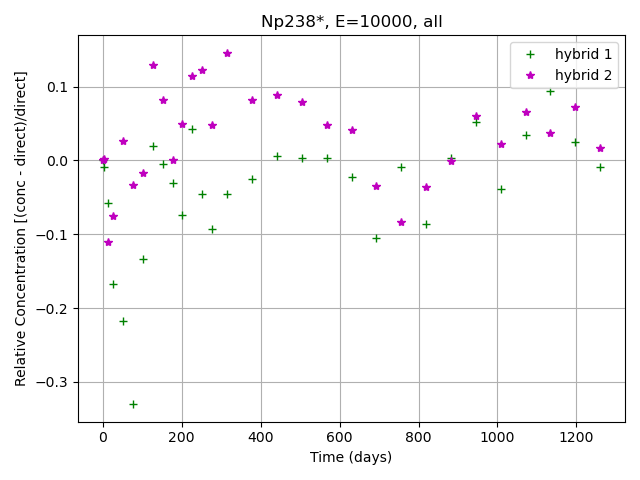 Np238*, E=10000, all
Relative Concentration [(conc - direct)/direct]
0.1
0.0
−0.1
−0.2
−0.3
hybrid 1
hybrid 2
0 200 400 600 800 1000 1200
Time (days)